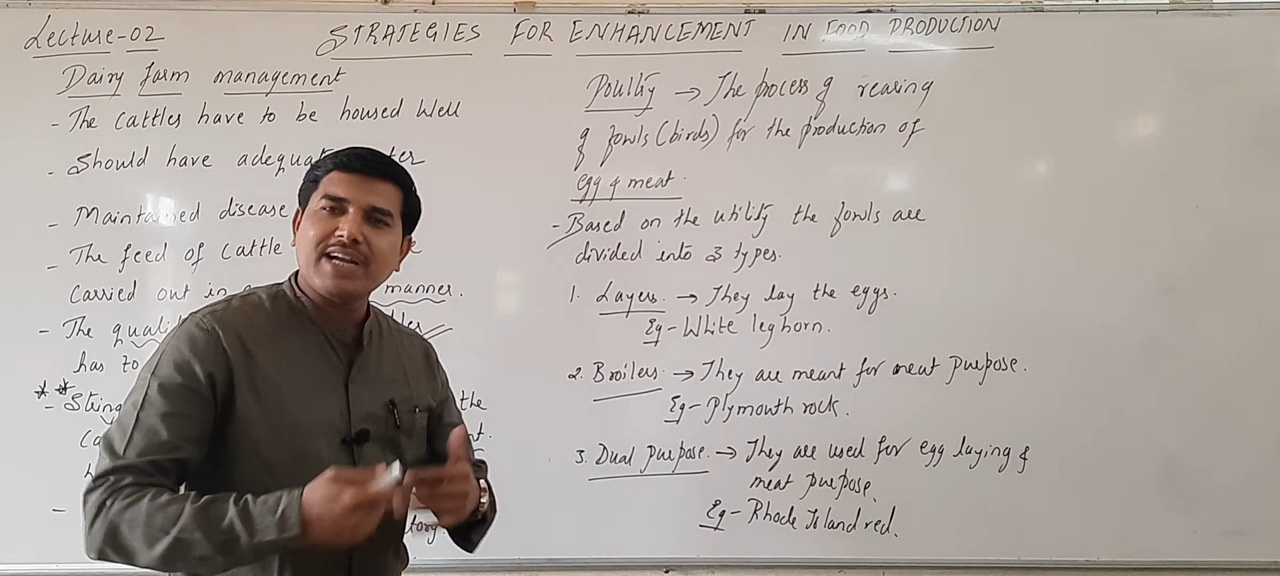 Lecture-02
STRATEGIES FOR ENHANCEMENT IN FOOD PRODUCTION
Dairy farm management
- The cattles have to be housed well
- Should have adequate
- Maintained disease
- The feed of cattle
carried out in a manner.
- The
has to
** -
the
-
Poultry → The process of rearing
of fowls (birds) for the production of
egg & meat.
- Based on the utility the fowls are
divided into 3 types.
1. Layers → They lay the eggs.
Eg - White leghorn.
2. Broilers → They are meant for meat purpose.
Eg - Plymouth rock.
3. Dual purpose. → They are used for egg laying &
meat purpose.
Eg - Rhode Island red.